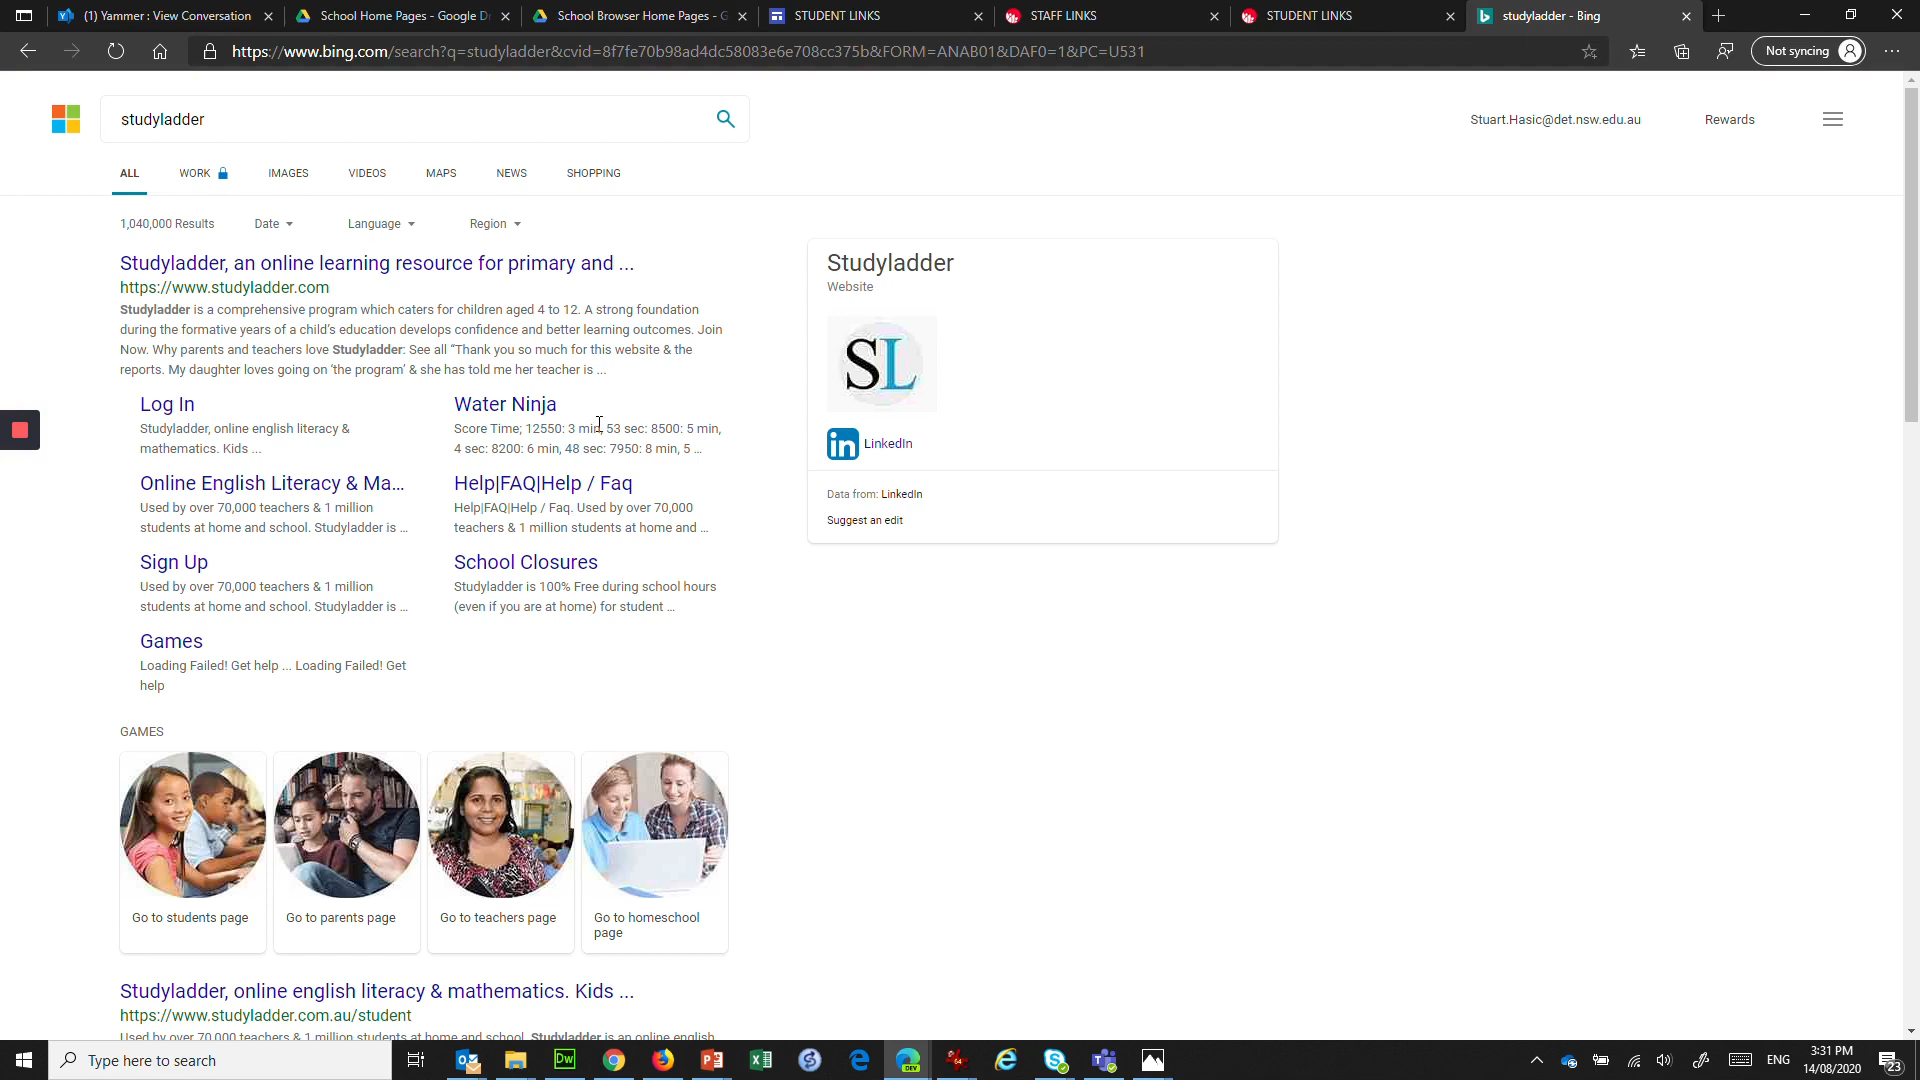 (1) Yammer : View Conversation
School Home Pages - Google D
School Browser Home Pages - G
STUDENT LINKS
STAFF LINKS
STUDENT LINKS
studyladder - Bing
https://www.bing.com/search?q=studyladder&cvid=8f7fe70b98ad4dc58083e6e708cc375b&FORM=ANAB01&DAF0=1&PC=U531
Not syncing
studyladder
Stuart.Hasic@det.nsw.edu.au
Rewards
ALL
WORK
IMAGES
VIDEOS
MAPS
NEWS
SHOPPING
1,040,000 Results
Date
Language
Region
Studyladder, an online learning resource for primary and ...
https://www.studyladder.com
Studyladder is a comprehensive program which caters for children aged 4 to 12. A strong foundation
during the formative years of a child's education develops confidence and better learning outcomes. Join
Now. Why parents and teachers love Studyladder: See all “Thank you so much for this website & the
reports. My daughter loves going on ‘the program’ & she has told me her teacher is ...
Log In
Studyladder, online english literacy &
mathematics. Kids ...
Water Ninja
Score Time; 12550: 3 min, 53 sec: 8500: 5 min,
4 sec: 8200: 6 min, 48 sec: 7950: 8 min, 5 ...
Online English Literacy & Ma...
Used by over 70,000 teachers & 1 million
students at home and school. Studyladder is ...
Help|FAQ|Help / Faq
Help|FAQ|Help / Faq. Used by over 70,000
teachers & 1 million students at home and ...
Sign Up
Used by over 70,000 teachers & 1 million
students at home and school. Studyladder is ...
School Closures
Studyladder is 100% Free during school hours
(even if you are at home) for student ...
Games
Loading Failed! Get help ... Loading Failed! Get
help
GAMES
Go to students page
Go to parents page
Go to teachers page
Go to homeschool
page
Studyladder, online english literacy & mathematics. Kids ...
https://www.studyladder.com.au/student
Used by over 70,000 teachers & 1 million students at home and school. Studyladder is an online english
Studyladder
Website
SL
in LinkedIn
Data from: LinkedIn
Suggest an edit
Type here to search
Dw
DEV
ENG
3:31 PM
14/08/2020
23